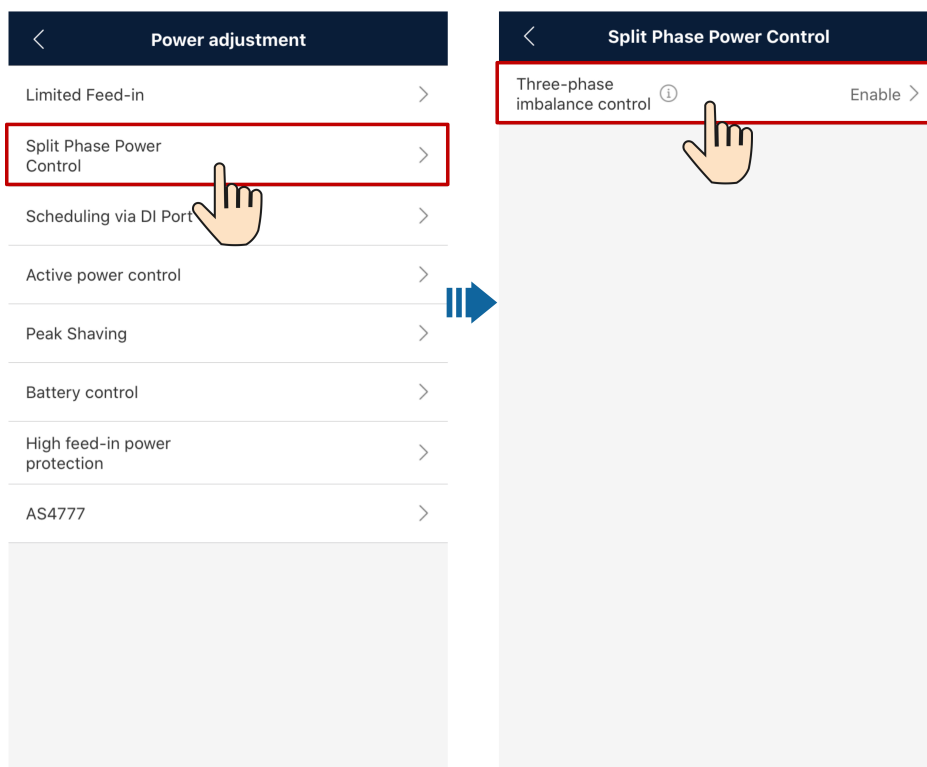 Power adjustment
Limited Feed-in
Split Phase Power
Control
Scheduling via DI Port
Active power control
Peak Shaving
Battery control
High feed-in power
protection
AS4777
Split Phase Power Control
Three-phase
imbalance control
Enable